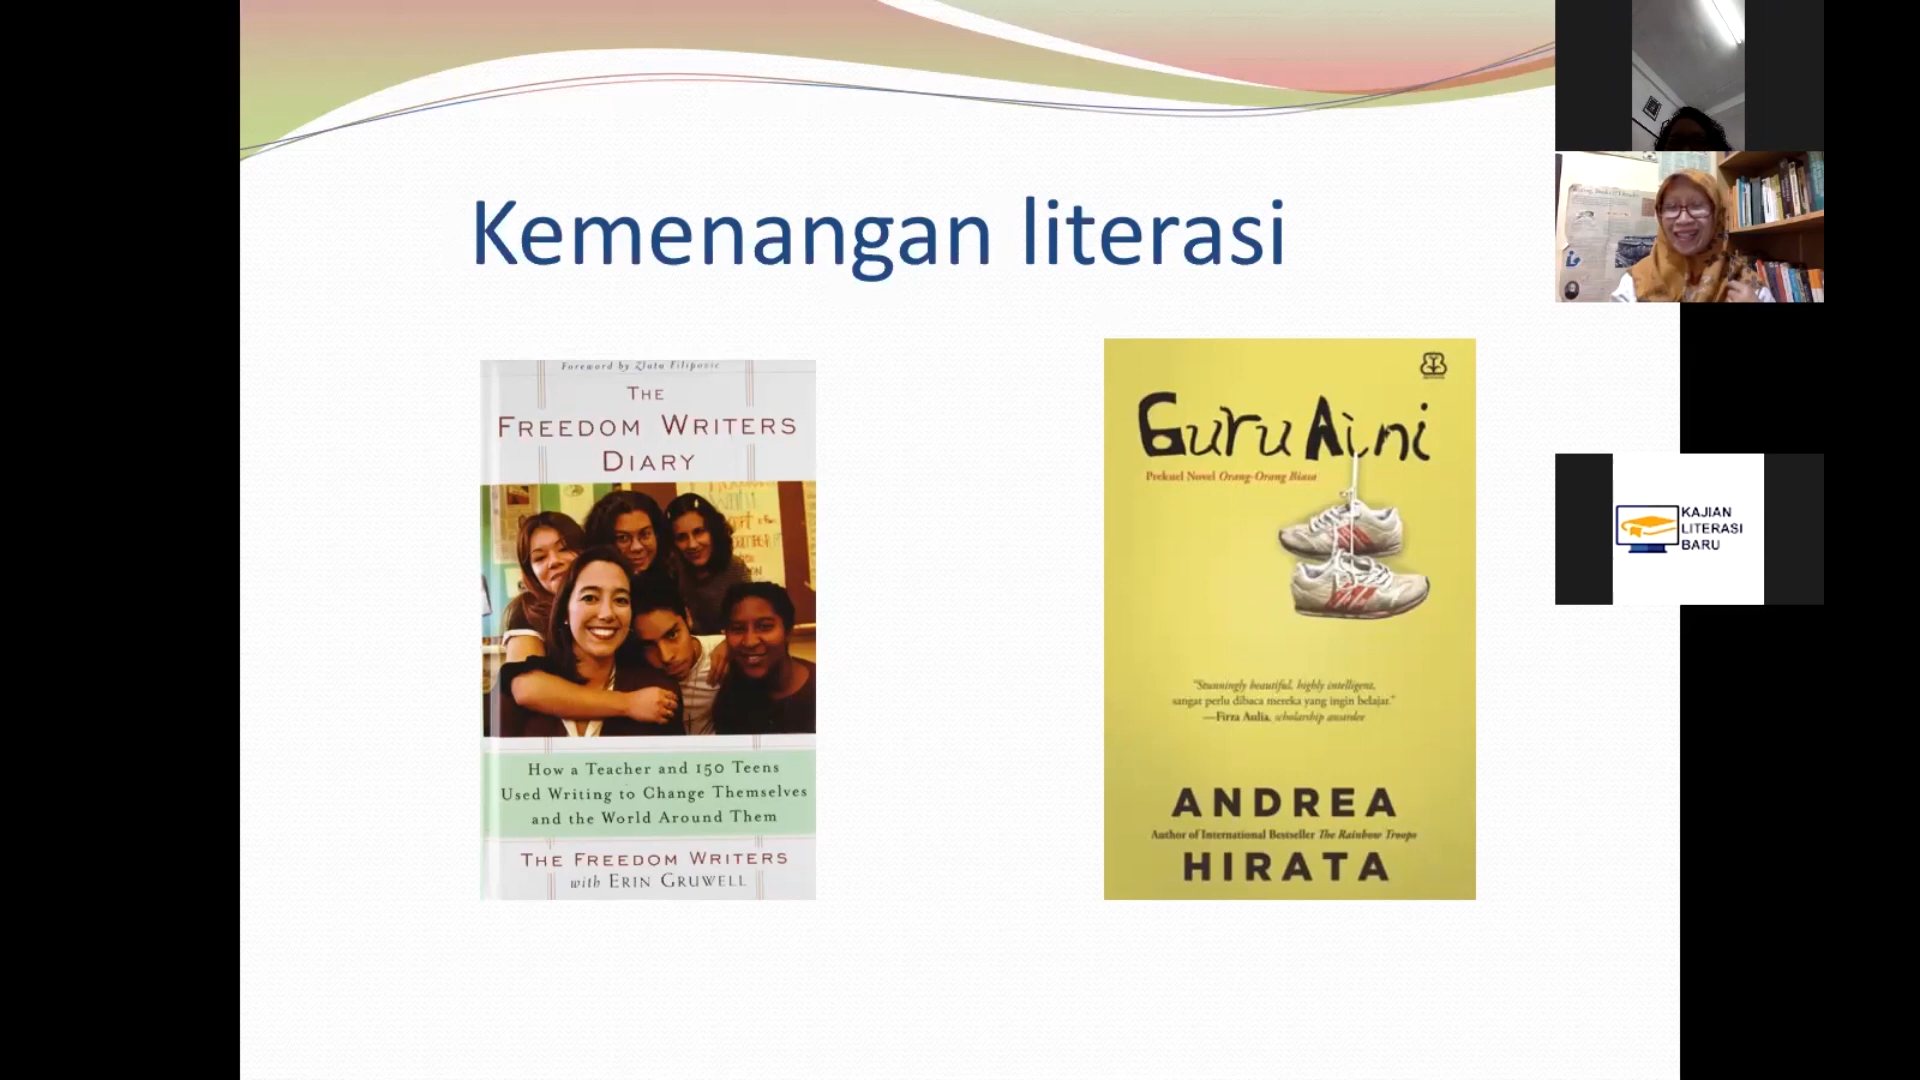 Kemenangan literasi
Foreword by Zlata Filipovic
THE
FREEDOM WRITERS
DIARY
How a Teacher and 150 Teens
Used Writing to Change Themselves
and the World Around Them
THE FREEDOM WRITERS
with ERIN GRUWELL
Guru Aini
Prekuel Novel Orang-Orang Biasa
"Stunningly beautiful, highly intelligent,
sangat perlu dibaca mereka yang ingin belajar."
—Firza Aulia, scholarship awardee
ANDREA
Author of International Bestseller The Rainbow Troops
HIRATA
KAJIAN
LITERASI
BARU